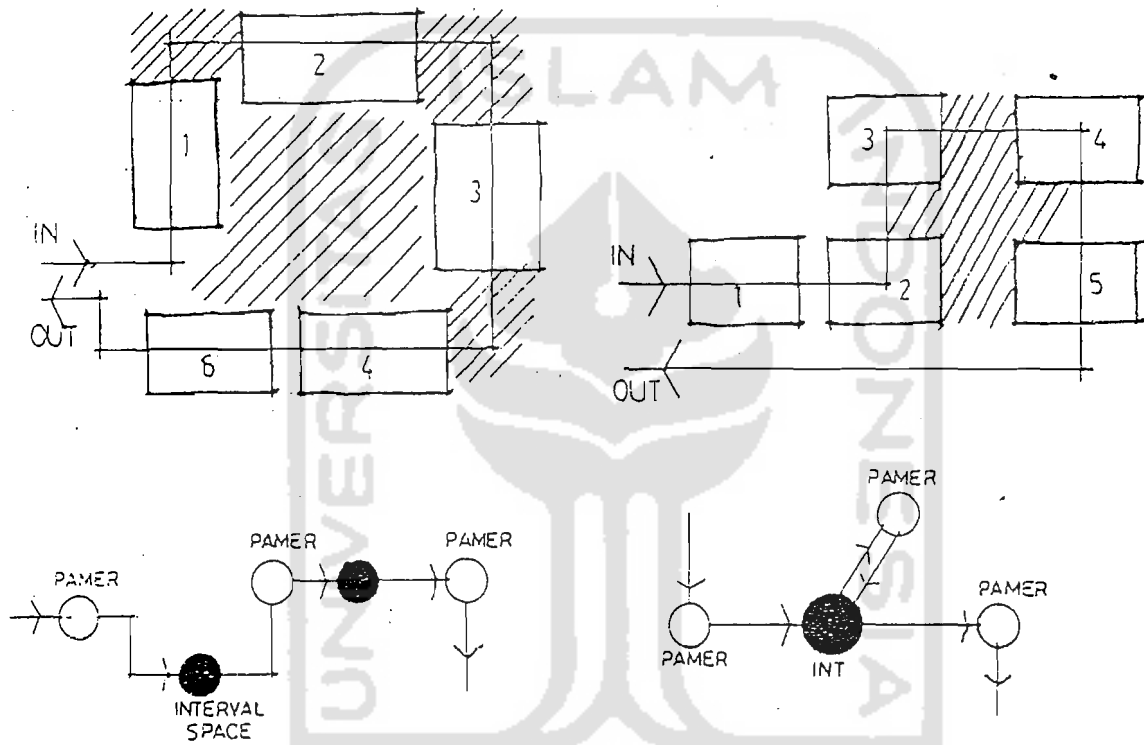 ISLAM
UNIVERSITAS
INDONESIA
2
1
3
IN
OUT
6
4
3
4
IN
1
2
5
OUT
PAMER
PAMER
PAMER
INTERVAL
SPACE
PAMER
PAMER
INT
PAMER